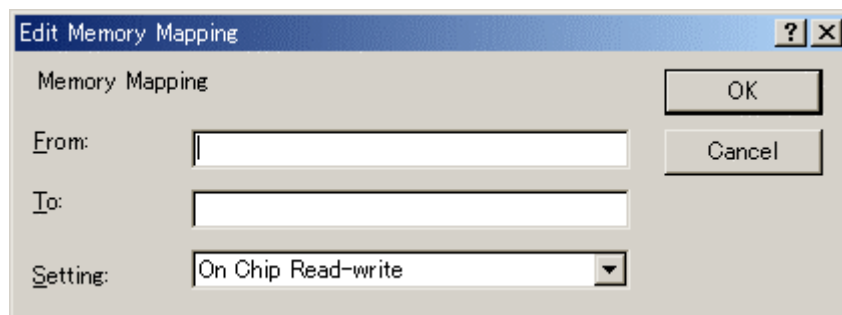 Edit Memory Mapping
Memory Mapping
OK
From:
Cancel
To:
Setting: On Chip Read-write